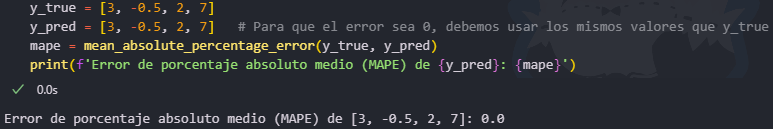 y_true = [3, -0.5, 2, 7]
y_pred = [3, -0.5, 2, 7]   # Para que el error sea 0, debemos usar los mismos valores que y_true
mape = mean_absolute_percentage_error(y_true, y_pred)
print(f'Error de porcentaje absoluto medio (MAPE) de {y_pred}: {mape}')
0.0s
Error de porcentaje absoluto medio (MAPE) de [3, -0.5, 2, 7]: 0.0